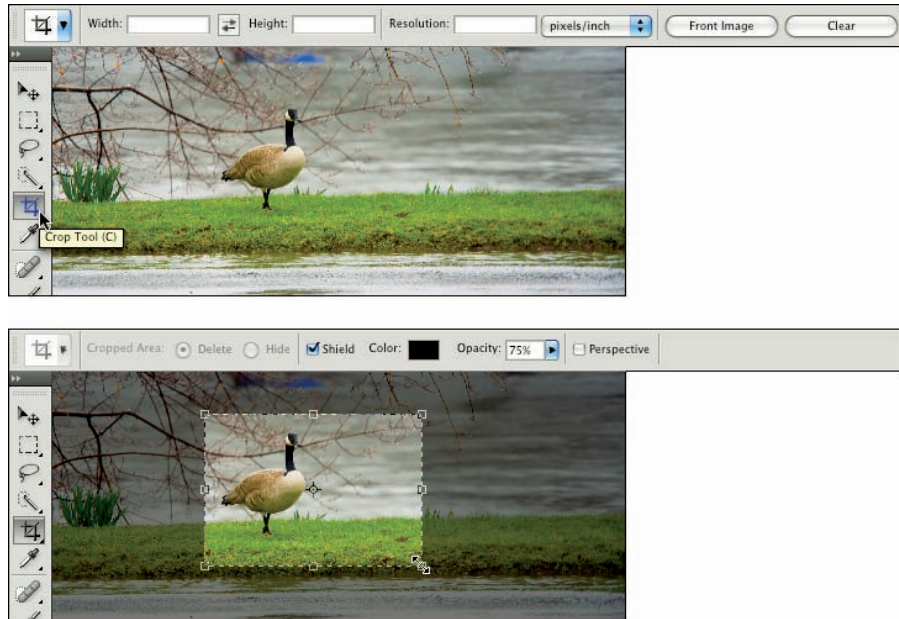 Width: Height: Resolution: pixels/inch Front Image Clear
Crop Tool (C)
Cropped Area: Delete Hide Shield Color: Opacity: 75% Perspective